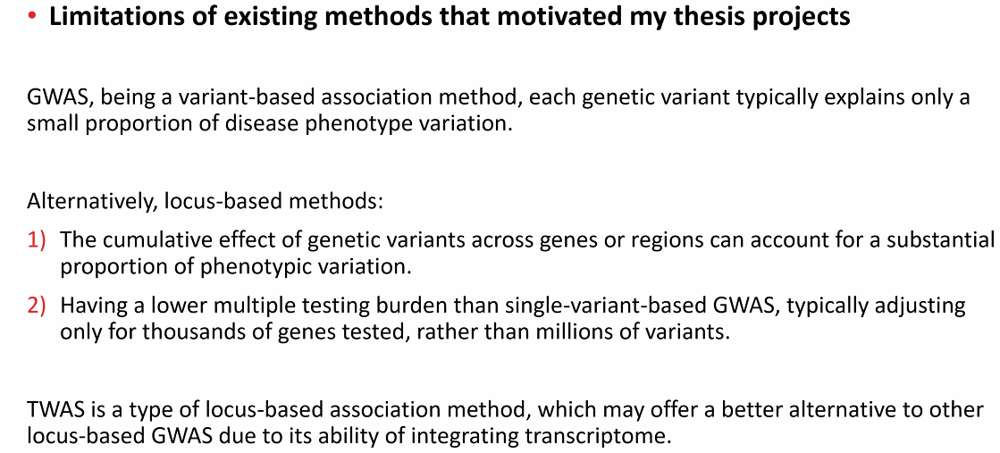 • Limitations of existing methods that motivated my thesis projects
GWAS, being a variant-based association method, each genetic variant typically explains only a
small proportion of disease phenotype variation.
Alternatively, locus-based methods:
1) The cumulative effect of genetic variants across genes or regions can account for a substantial
proportion of phenotypic variation.
2) Having a lower multiple testing burden than single-variant-based GWAS, typically adjusting
only for thousands of genes tested, rather than millions of variants.
TWAS is a type of locus-based association method, which may offer a better alternative to other
locus-based GWAS due to its ability of integrating transcriptome.